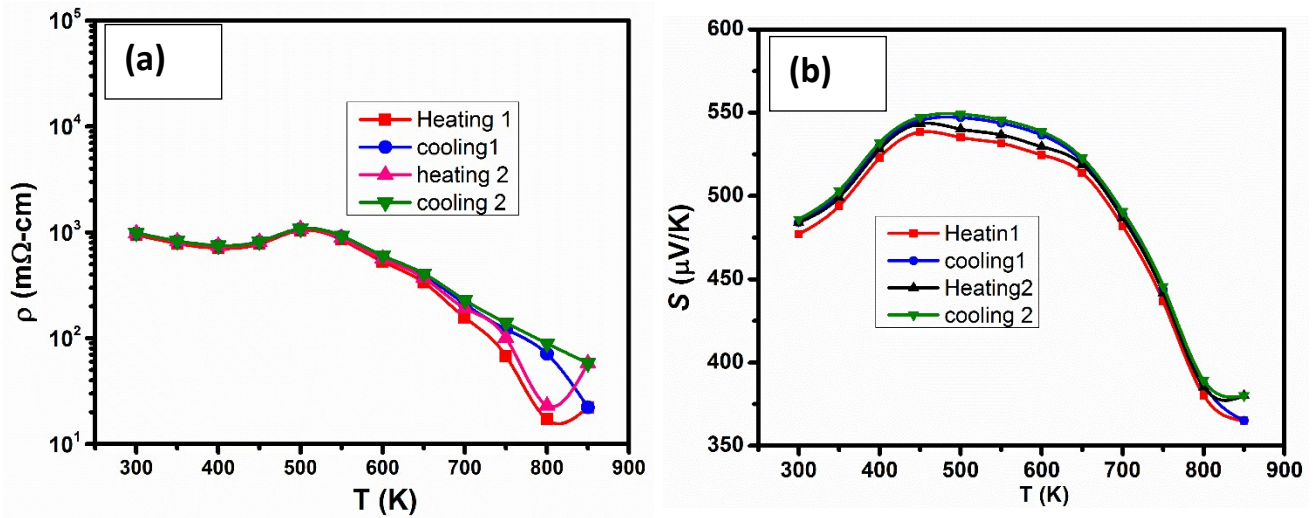 (a)
10⁵
10⁴
10³
10²
10¹
ρ (mΩ-cm)
Heating 1
cooling1
heating 2
cooling 2
300 400 500 600 700 800 900
T (K)
(b)
600
550
500
450
400
350
S (μV/K)
Heatin1
cooling1
Heating2
cooling 2
300 400 500 600 700 800 900
T (K)